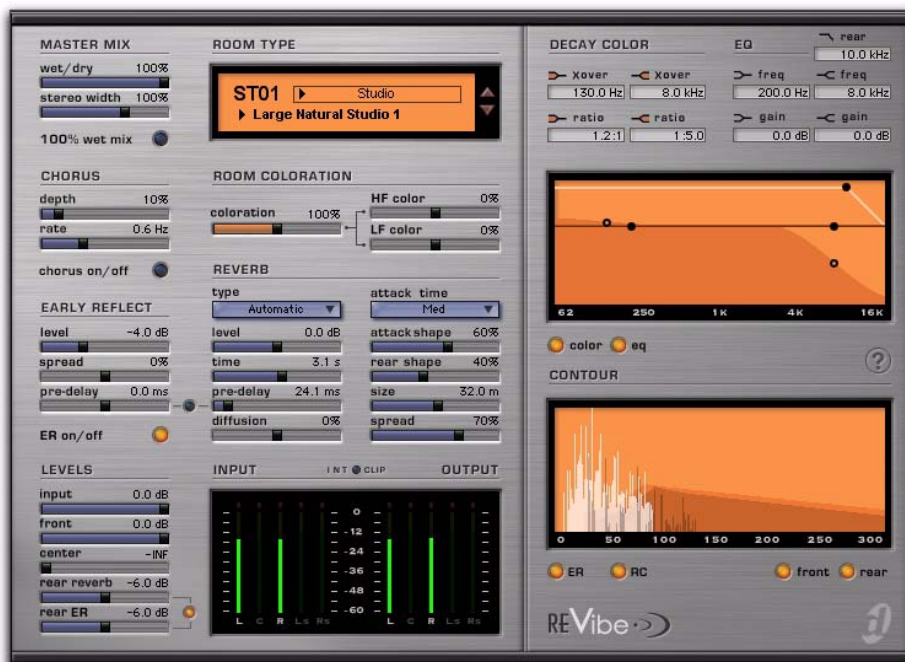 MASTER MIX
wet/dry 100%
stereo width 100%
100% wet mix
CHORUS
depth 10%
rate 0.6 Hz
chorus on/off
EARLY REFLECT
level -4.0 dB
spread 0%
pre-delay 0.0 ms
ER on/off
LEVELS
input 0.0 dB
front 0.0 dB
center -INF
rear reverb -6.0 dB
rear ER -6.0 dB
ROOM TYPE
ST01 Studio
Large Natural Studio 1
ROOM COLORATION
coloration 100%
HF color 0%
LF color 0%
REVERB
type
Automatic
level 0.0 dB
time 3.1 s
pre-delay 24.1 ms
diffusion 0%
attack time
Med
attack shape 60%
rear shape 40%
size 32.0 m
spread 70%
INPUT INT CLIP OUTPUT
0
-12
-24
-36
-48
-60
L C R Ls Rs L C R Ls Rs
DECAY COLOR
Xover Xover
130.0 Hz 8.0 kHz
ratio ratio
1.2:1 1:5.0
EQ
rear
10.0 kHz
freq freq
200.0 Hz 8.0 kHz
gain gain
0.0 dB 0.0 dB
62 250 1K 4K 16K
color eq
?
CONTOUR
0 50 100 150 200 250 300
ER RC front rear
REVibe